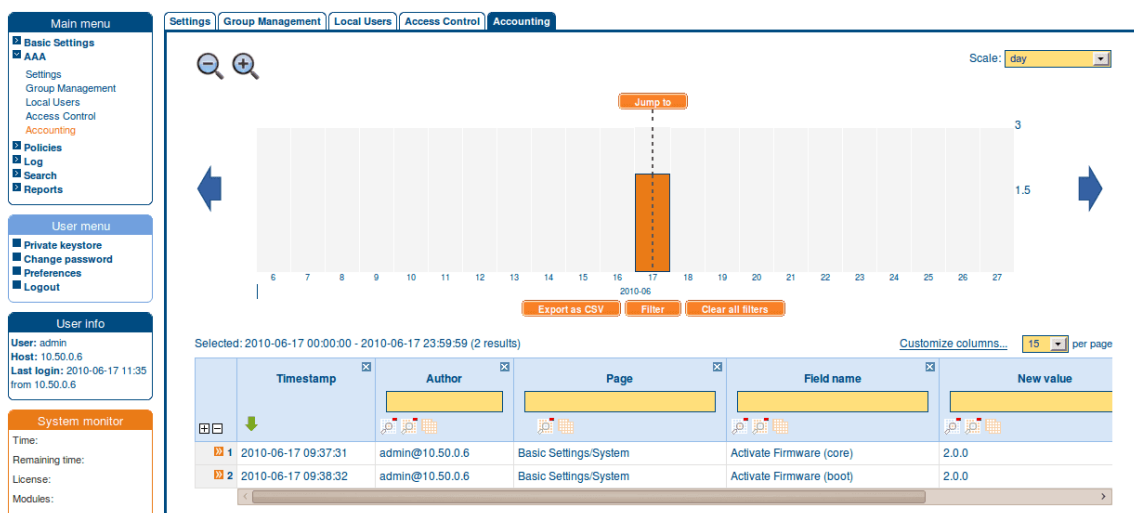 Main menu
Basic Settings
AAA
Settings
Group Management
Local Users
Access Control
Accounting
Policies
Log
Search
Reports
User menu
Private keystore
Change password
Preferences
Logout
User info
User: admin
Host: 10.50.0.6
Last login: 2010-06-17 11:35
from 10.50.0.6
System monitor
Time:
Remaining time:
License:
Modules:
Settings Group Management Local Users Access Control Accounting
Scale: day
Jump to
3
1.5
6 7 8 9 10 11 12 13 14 15 16 17 18 19 20 21 22 23 24 25 26 27
2010-06
Export as CSV Filter Clear all filters
Selected: 2010-06-17 00:00:00 - 2010-06-17 23:59:59 (2 results) Customize columns... 15 per page
Timestamp Author Page Field name New value
1 2010-06-17 09:37:31 admin@10.50.0.6 Basic Settings/System Activate Firmware (core) 2.0.0
2 2010-06-17 09:38:32 admin@10.50.0.6 Basic Settings/System Activate Firmware (boot) 2.0.0